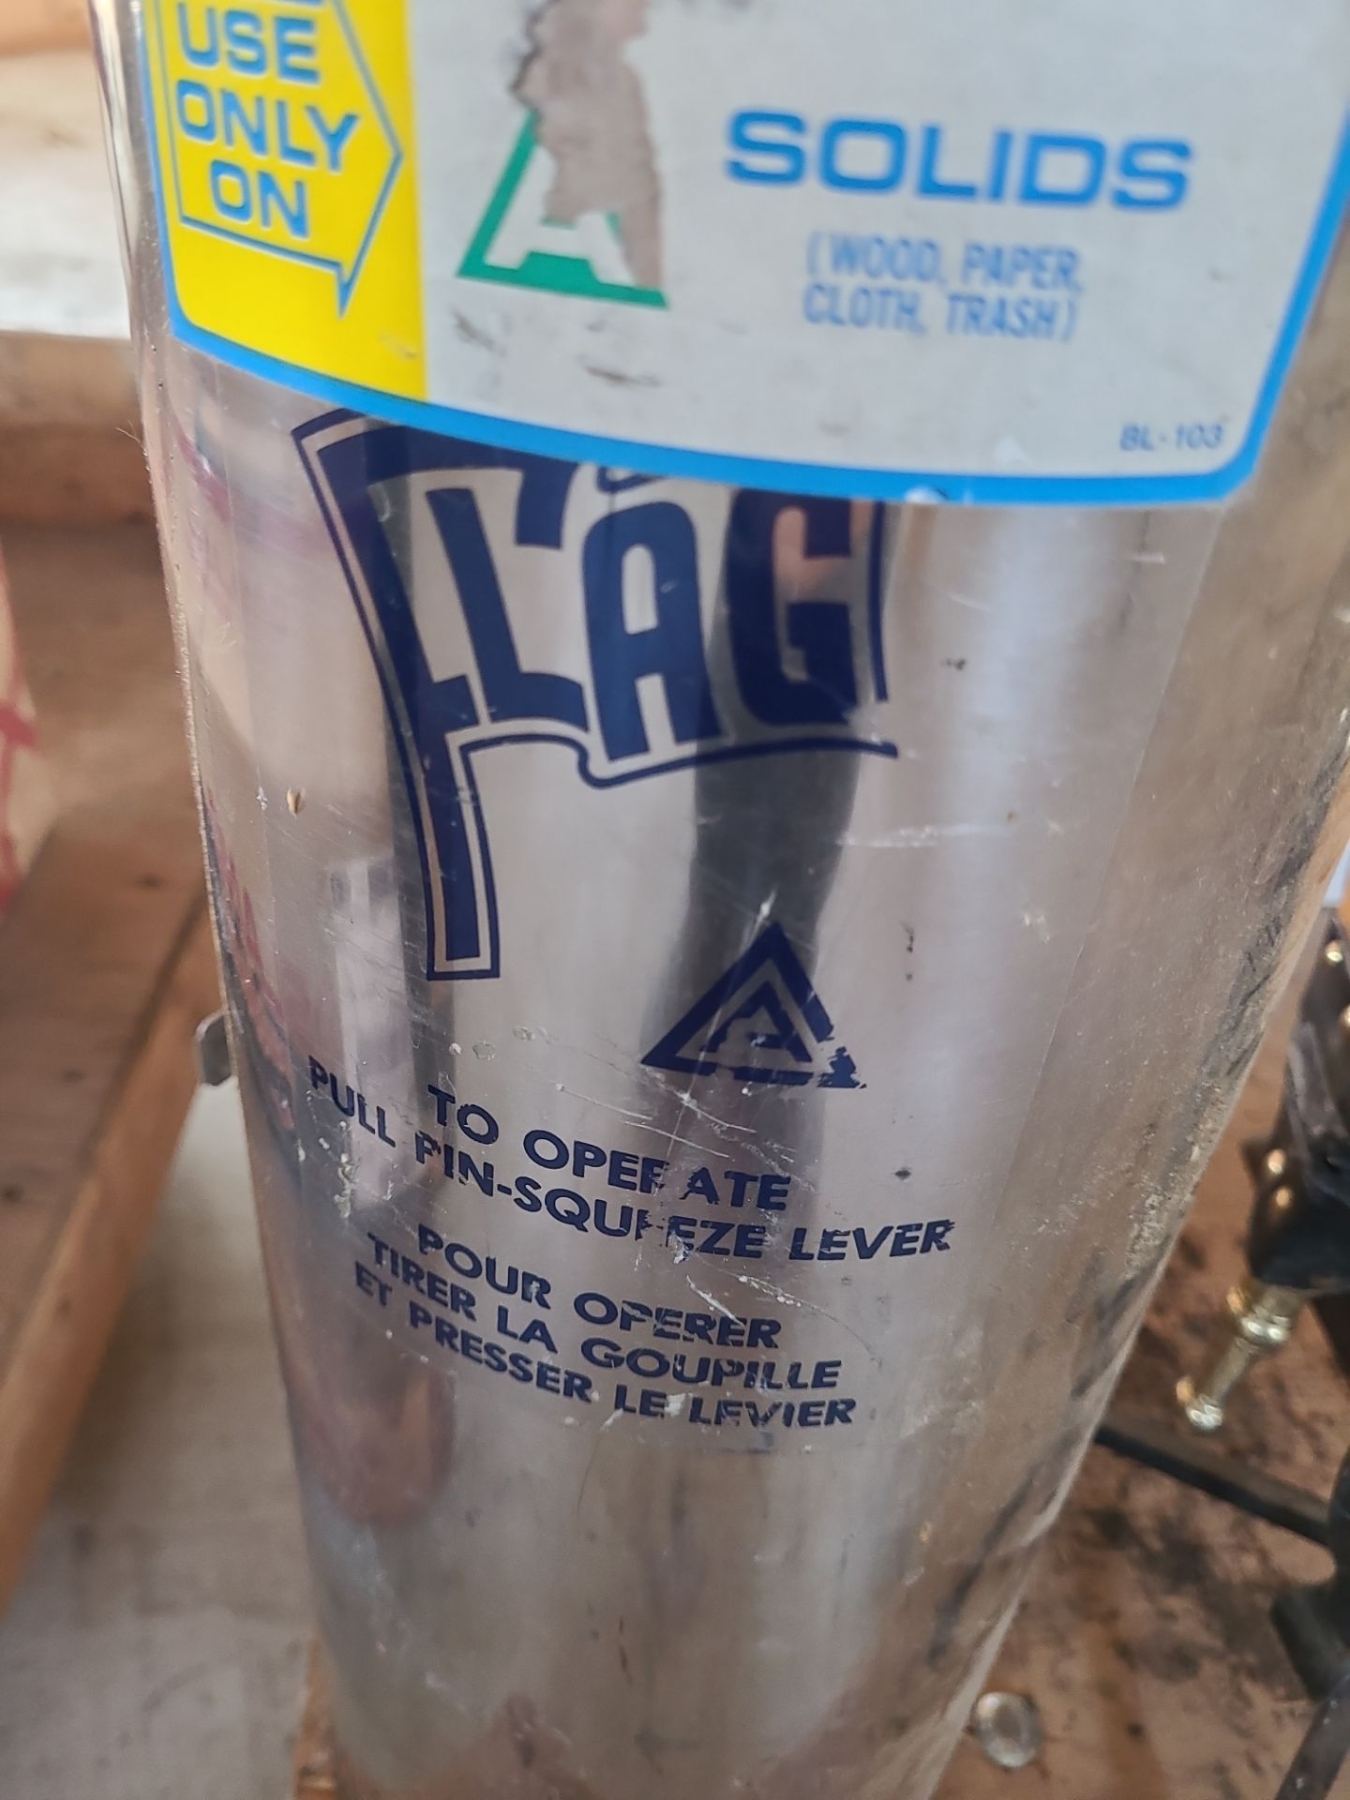 USE
ONLY
ON
A
SOLIDS
(WOOD, PAPER,
CLOTH, TRASH)
BL-103
FLAG
A
TO OPERATE
PULL PIN-SQUEEZE LEVER
POUR OPERER
TIRER LA GOUPILLE
ET PRESSER LE LEVIER